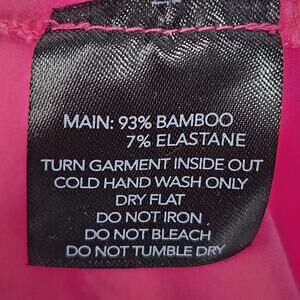 MAIN: 93% BAMBOO
7% ELASTANE
TURN GARMENT INSIDE OUT
COLD HAND WASH ONLY
DRY FLAT
DO NOT IRON
DO NOT BLEACH
DO NOT TUMBLE DRY